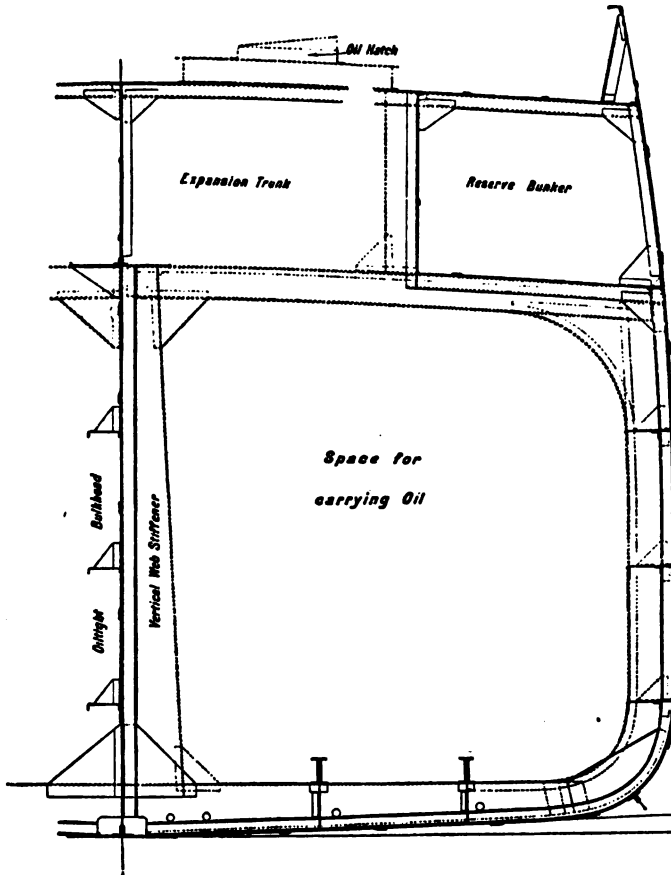 Oil Hatch
Expansion Trunk
Reserve Bunker
Space for
carrying Oil
Oiltight Bulkhead
Vertical Web Stiffener